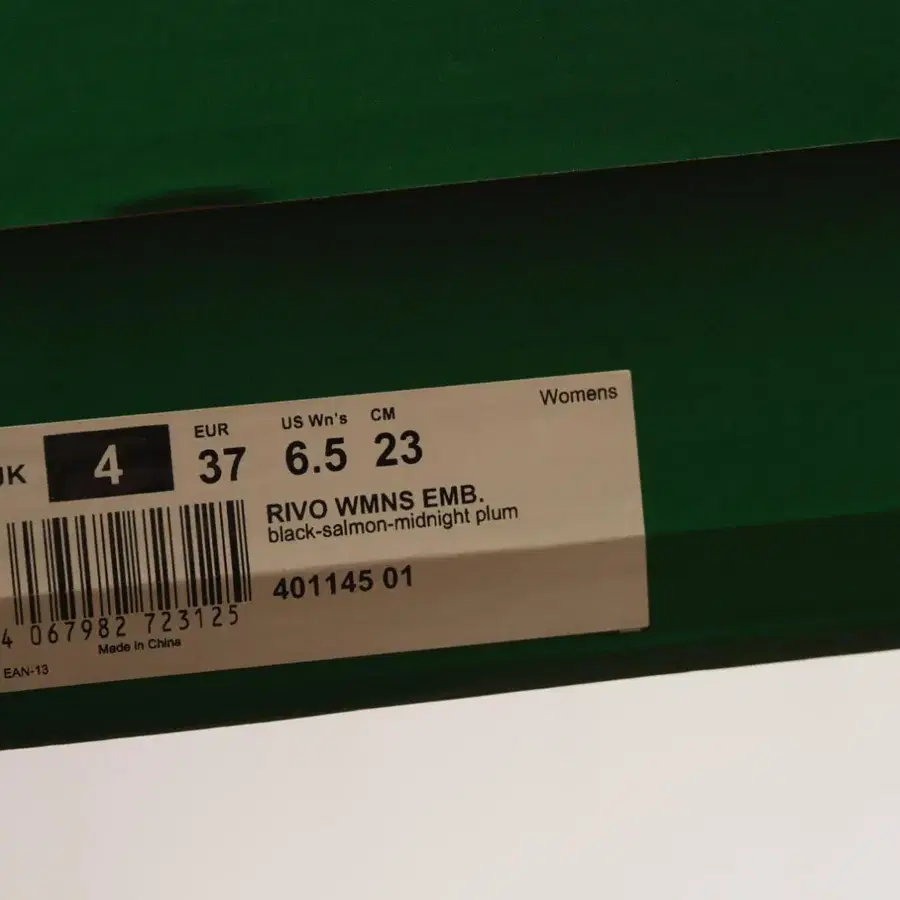 Womens
UK 4 EUR 37 US Wn's 6.5 CM 23
RIVO WMNS EMB.
black-salmon-midnight plum
401145 01
4 067982 723125
Made in China
EAN-13